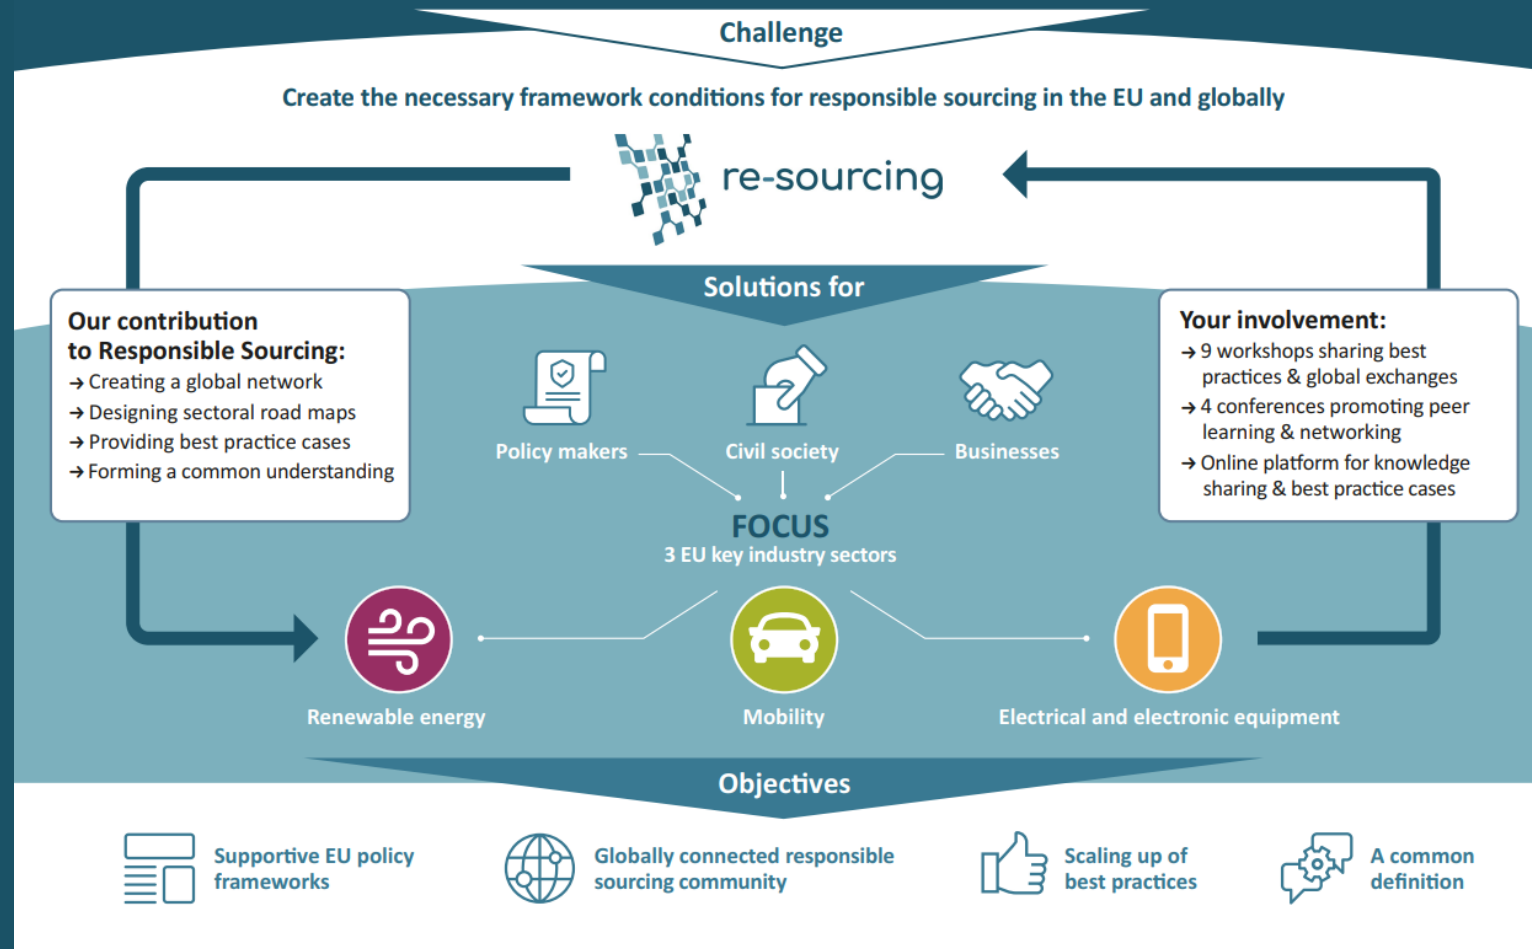 Challenge
Create the necessary framework conditions for responsible sourcing in the EU and globally
re-sourcing
Solutions for
Our contribution
to Responsible Sourcing:
→ Creating a global network
→ Designing sectoral road maps
→ Providing best practice cases
→ Forming a common understanding
Policy makers
Civil society
Businesses
Your involvement:
→ 9 workshops sharing best
practices & global exchanges
→ 4 conferences promoting peer
learning & networking
→ Online platform for knowledge
sharing & best practice cases
FOCUS
3 EU key industry sectors
Renewable energy
Mobility
Electrical and electronic equipment
Objectives
Supportive EU policy
frameworks
Globally connected responsible
sourcing community
Scaling up of
best practices
A common
definition